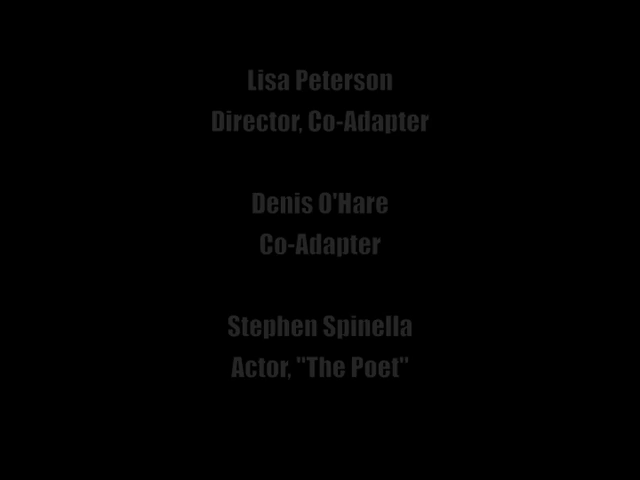 Lisa Peterson
Director, Co-Adapter
Denis O'Hare
Co-Adapter
Stephen Spinella
Actor, "The Poet"